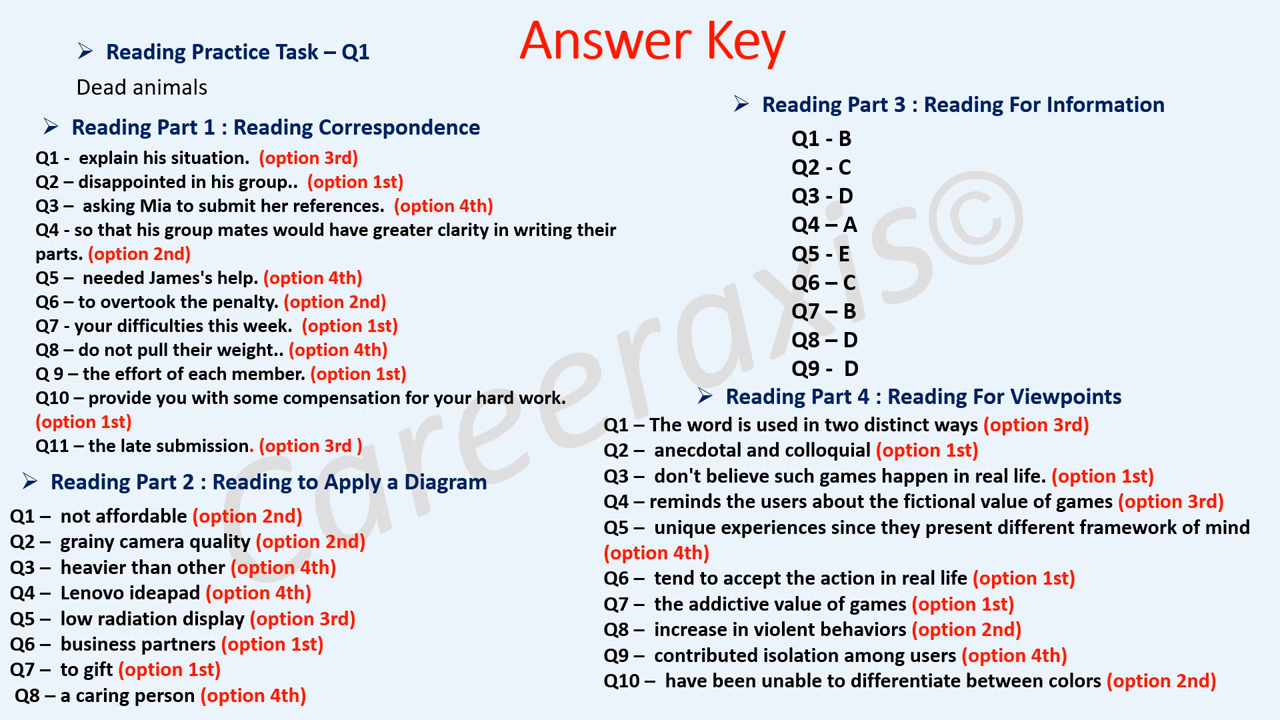 Answer Key
➢ Reading Practice Task – Q1
Dead animals
➢ Reading Part 1 : Reading Correspondence
Q1 - explain his situation. (option 3rd)
Q2 – disappointed in his group.. (option 1st)
Q3 – asking Mia to submit her references. (option 4th)
Q4 - so that his group mates would have greater clarity in writing their
parts. (option 2nd)
Q5 – needed James's help. (option 4th)
Q6 – to overtook the penalty. (option 2nd)
Q7 - your difficulties this week. (option 1st)
Q8 – do not pull their weight.. (option 4th)
Q 9 – the effort of each member. (option 1st)
Q10 – provide you with some compensation for your hard work.
(option 1st)
Q11 – the late submission. (option 3rd )
➢ Reading Part 2 : Reading to Apply a Diagram
Q1 – not affordable (option 2nd)
Q2 – grainy camera quality (option 2nd)
Q3 – heavier than other (option 4th)
Q4 – Lenovo ideapad (option 4th)
Q5 – low radiation display (option 3rd)
Q6 – business partners (option 1st)
Q7 – to gift (option 1st)
Q8 – a caring person (option 4th)
➢ Reading Part 3 : Reading For Information
Q1 - B
Q2 - C
Q3 - D
Q4 – A
Q5 - E
Q6 – C
Q7 – B
Q8 – D
Q9 - D
➢ Reading Part 4 : Reading For Viewpoints
Q1 – The word is used in two distinct ways (option 3rd)
Q2 – anecdotal and colloquial (option 1st)
Q3 – don't believe such games happen in real life. (option 1st)
Q4 – reminds the users about the fictional value of games (option 3rd)
Q5 – unique experiences since they present different framework of mind
(option 4th)
Q6 – tend to accept the action in real life (option 1st)
Q7 – the addictive value of games (option 1st)
Q8 – increase in violent behaviors (option 2nd)
Q9 – contributed isolation among users (option 4th)
Q10 – have been unable to differentiate between colors (option 2nd)
Careeraxis©